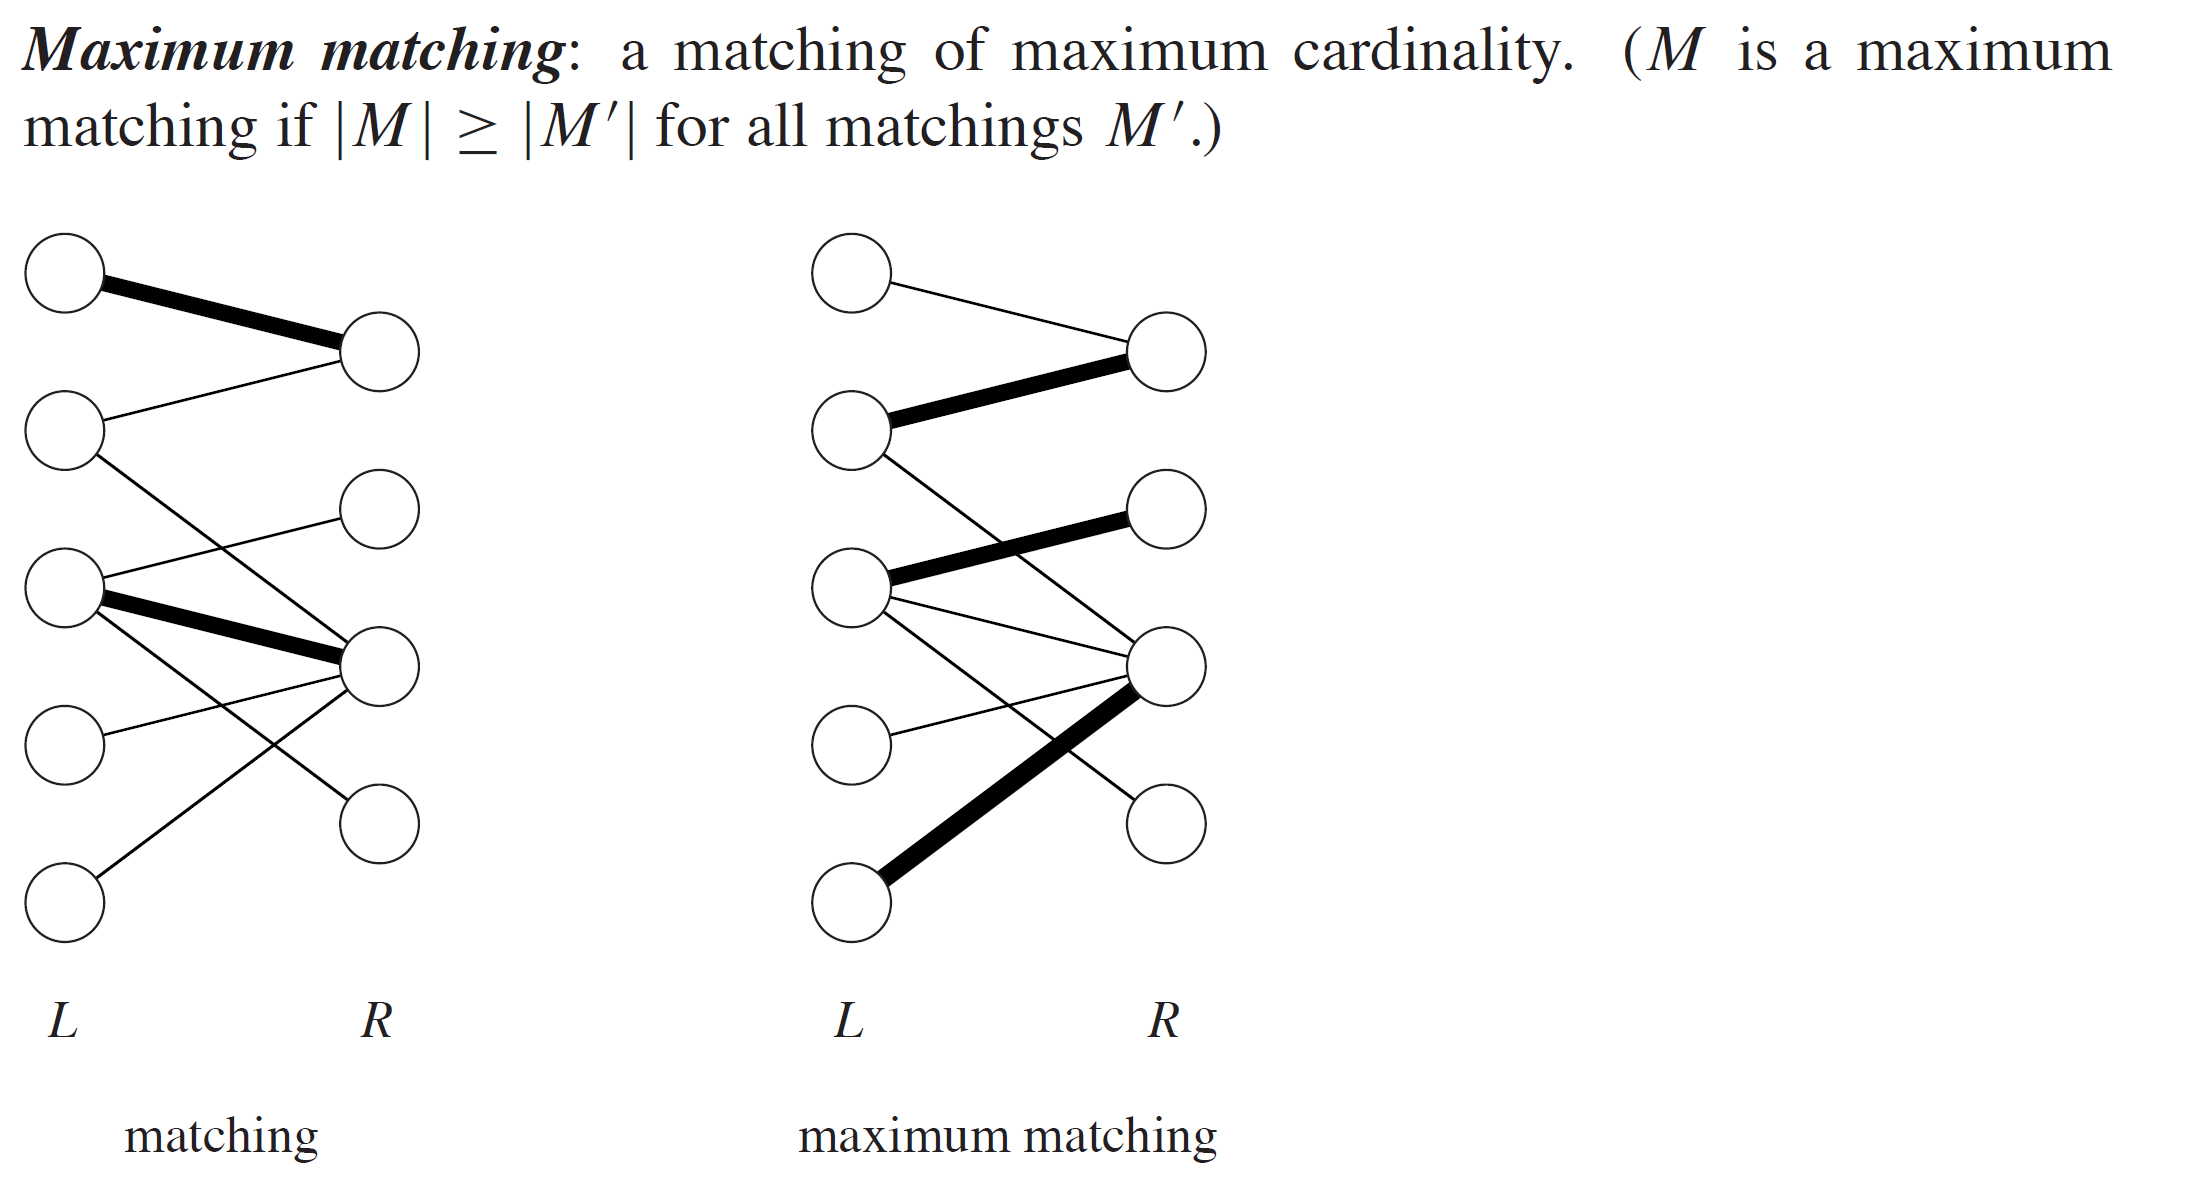 Maximum matching: a matching of maximum cardinality. (M is a maximum
matching if |M| ≥ |M′| for all matchings M′.)
L R L R
matching maximum matching